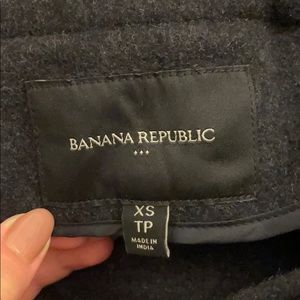 BANANA REPUBLIC
XS
TP
MADE IN
INDIA